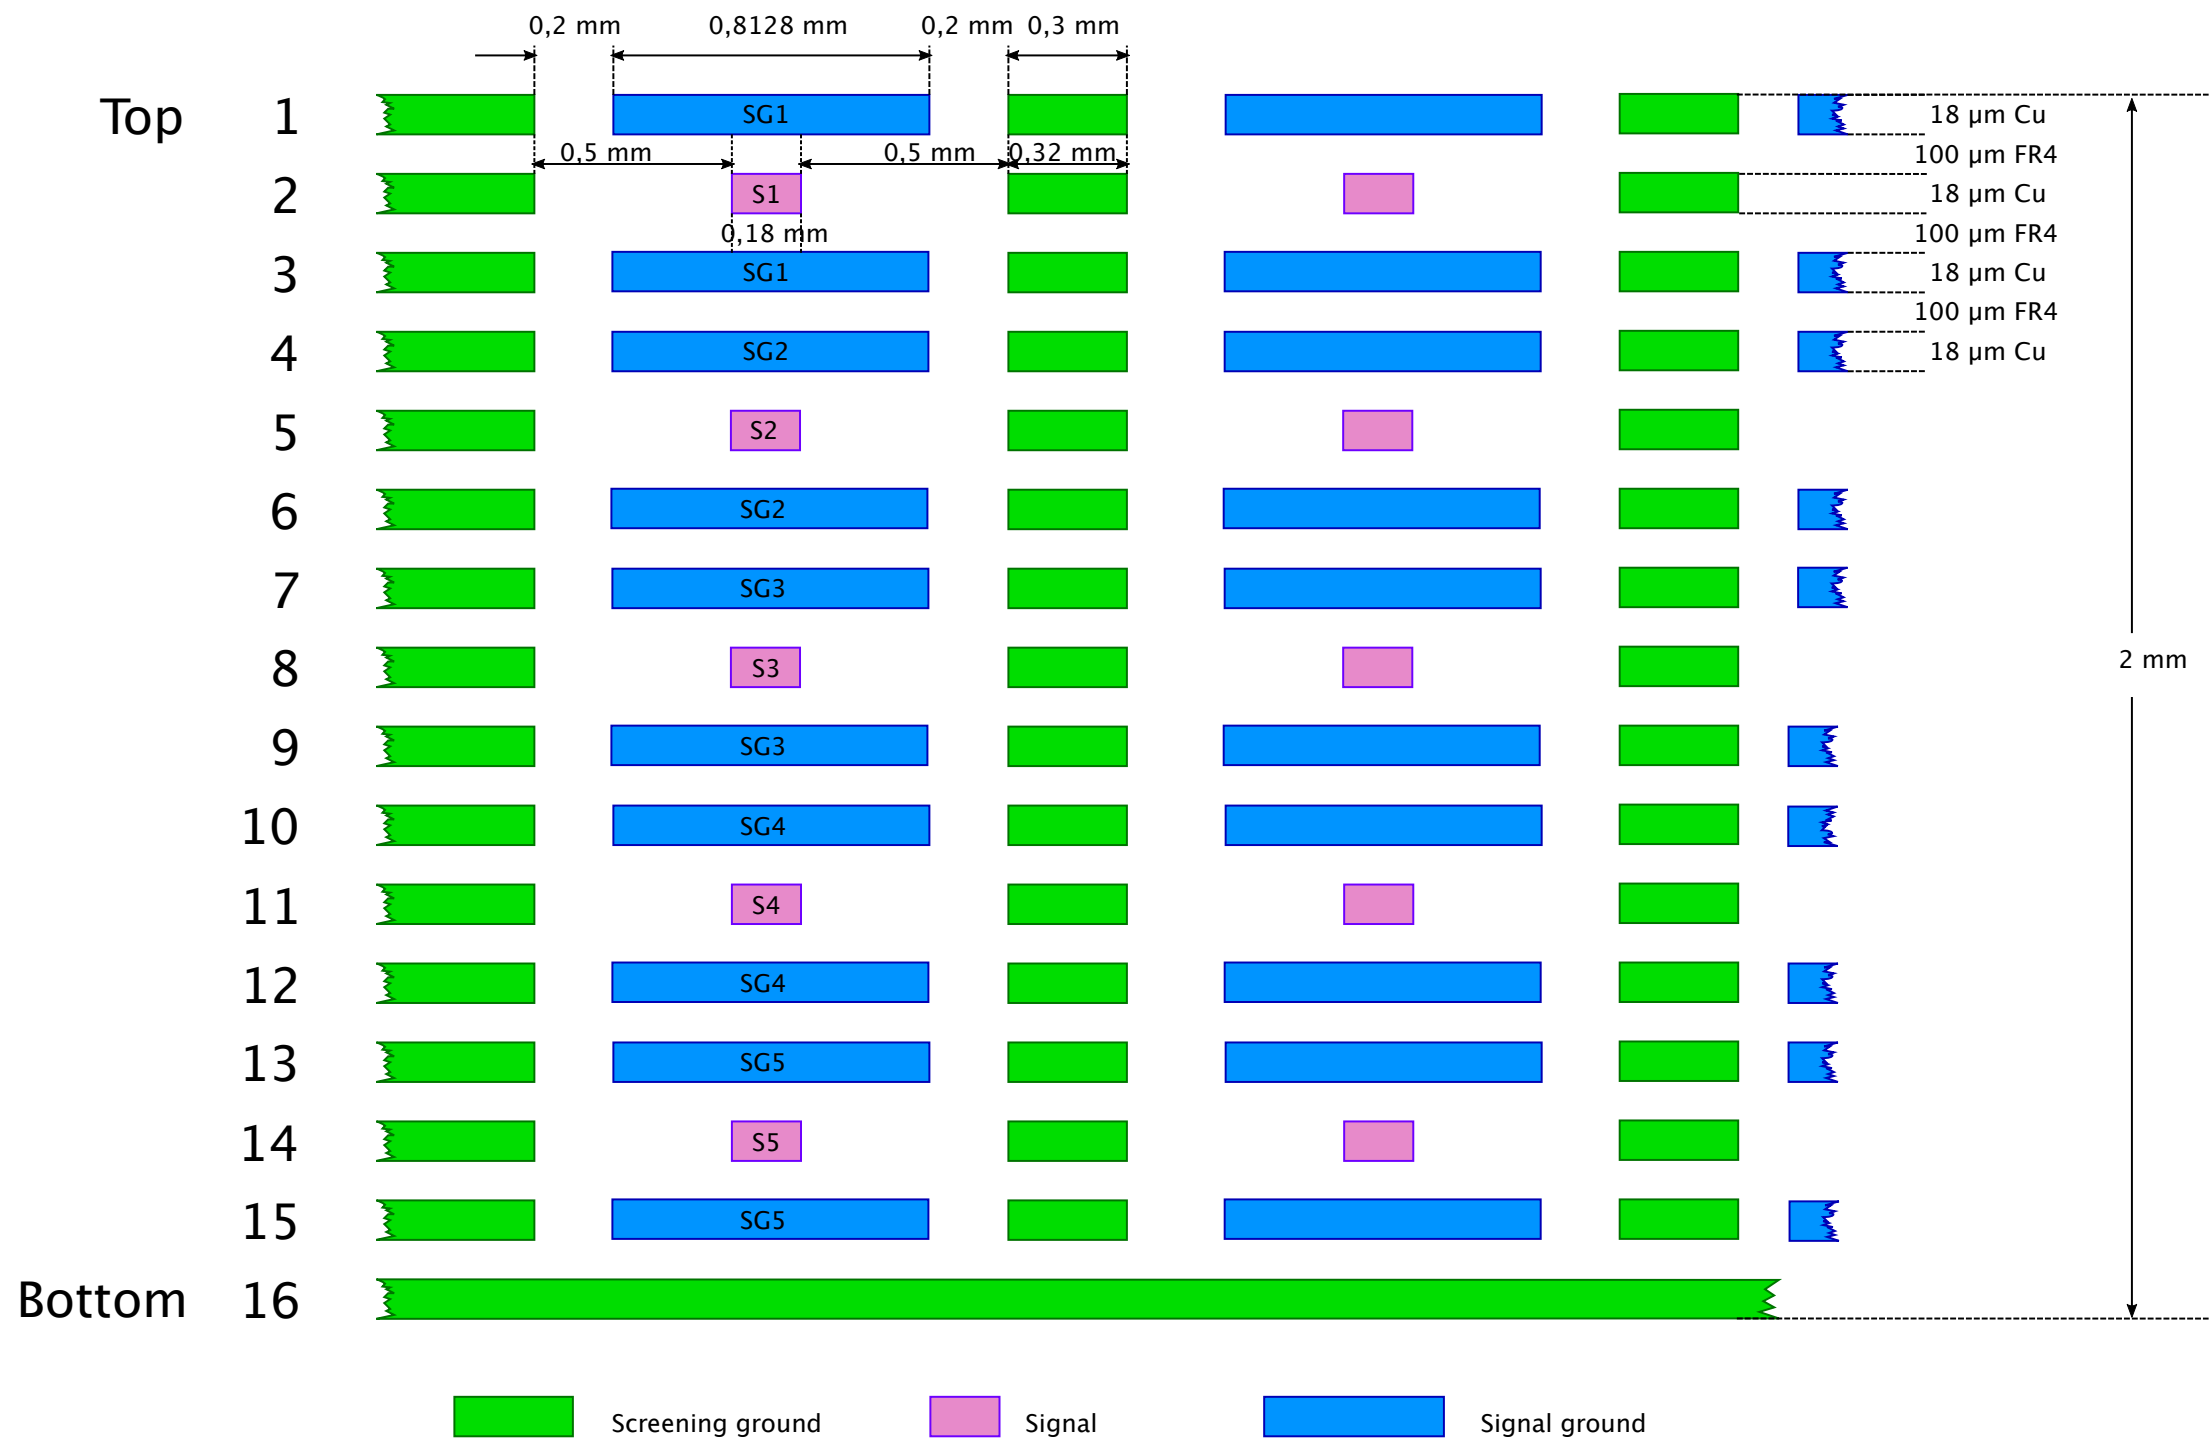 0,2 mm 0,8128 mm 0,2 mm 0,3 mm
Top 1 SG1 18 µm Cu
0,5 mm 0,5 mm 0,32 mm 100 µm FR4
2 S1 18 µm Cu
0,18 mm 100 µm FR4
3 SG1 18 µm Cu
100 µm FR4
4 SG2 18 µm Cu
5 S2
6 SG2
7 SG3
8 S3
2 mm
9 SG3
10 SG4
11 S4
12 SG4
13 SG5
14 S5
15 SG5
Bottom 16
Screening ground Signal Signal ground